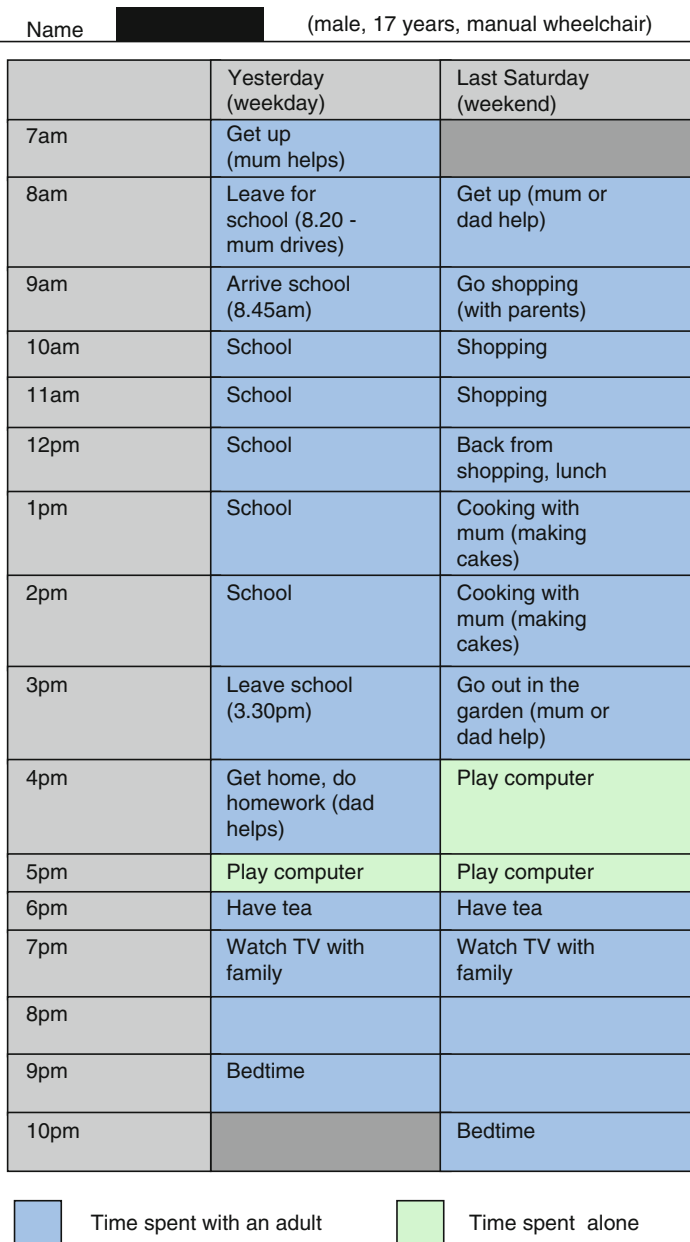 Name (male, 17 years, manual wheelchair)
Yesterday Last Saturday
(weekday) (weekend)
7am Get up
(mum helps)
8am Leave for Get up (mum or
school (8.20 - dad help)
mum drives)
9am Arrive school Go shopping
(8.45am) (with parents)
10am School Shopping
11am School Shopping
12pm School Back from
shopping, lunch
1pm School Cooking with
mum (making
cakes)
2pm School Cooking with
mum (making
cakes)
3pm Leave school Go out in the
(3.30pm) garden (mum or
dad help)
4pm Get home, do Play computer
homework (dad
helps)
5pm Play computer Play computer
6pm Have tea Have tea
7pm Watch TV with Watch TV with
family family
8pm
9pm Bedtime
10pm Bedtime
Time spent with an adult Time spent alone